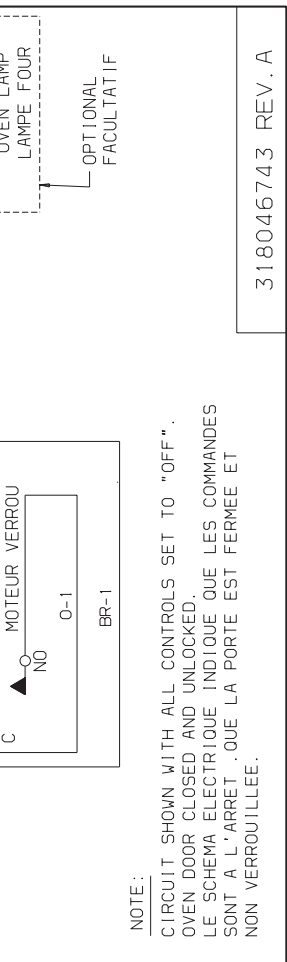 OVEN LAMP
LAMPE FOUR
OPTIONAL
FACULTATIF
MOTEUR VERROU
C
NO
O-1
BR-1
NOTE:
CIRCUIT SHOWN WITH ALL CONTROLS SET TO "OFF".
OVEN DOOR CLOSED AND UNLOCKED.
LE SCHEMA ELECTRIQUE INDIQUE QUE LES COMMANDES
SONT A L'ARRET .QUE LA PORTE EST FERMEE ET
NON VERROUILLEE.
318046743 REV. A